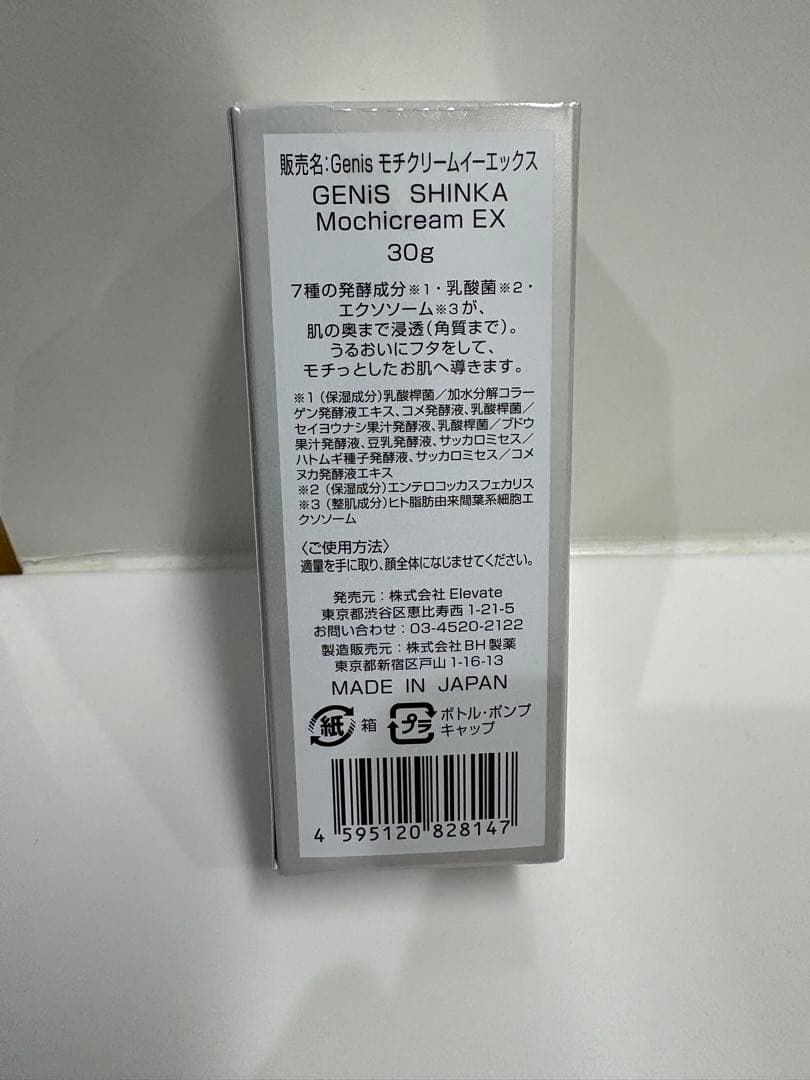 販売名：Genis モチクリームイーエックス
GENiS SHINKA
Mochicream EX
30g
7種の発酵成分※1・乳酸菌※2・
エクソソーム※3が、
肌の奥まで浸透（角質まで）。
うるおいにフタをして、
モチっとしたお肌へ導きます。
※1（保湿成分）乳酸桿菌／加水分解コラー
ゲン発酵液エキス、コメ発酵液、乳酸桿菌／
セイヨウナシ果汁発酵液、乳酸桿菌／ブドウ
果汁発酵液、豆乳発酵液、サッカロミセス／
ハトムギ種子発酵液、サッカロミセス／コメ
ヌカ発酵液エキス
※2（保湿成分）エンテロコッカスフェカリス
※3（整肌成分）ヒト脂肪由来間葉系細胞エ
クソソーム
〈ご使用方法〉
適量を手に取り、顔全体になじませてください。
発売元：株式会社 Elevate
東京都渋谷区恵比寿西1-21-5
お問い合わせ：03-4520-2122
製造販売元：株式会社BH製薬
東京都新宿区戸山1-16-13
MADE IN JAPAN
紙 箱 プラ ボトル・ポンプ
キャップ
4 595120 828147